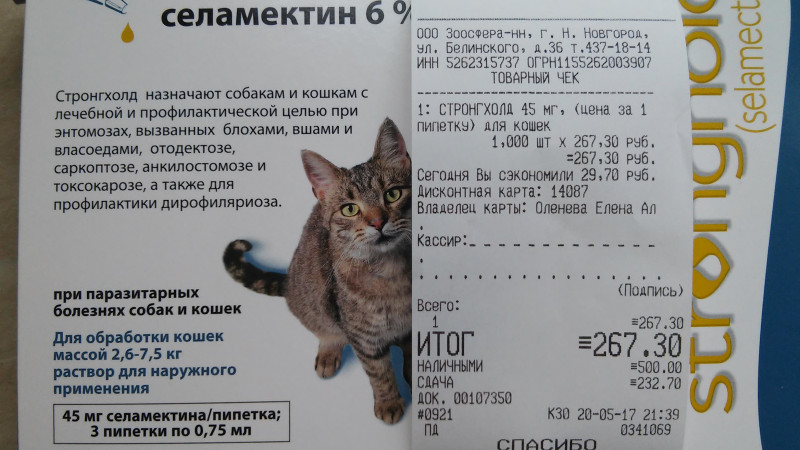 селамектин 6 %
Стронгхолд назначают собакам и кошкам с
лечебной и профилактической целью при
энтомозах, вызванных блохами, вшами и
власоедами, отодектозе,
саркоптозе, анкилостомозе и
токсокарозе, а также для
профилактики дирофиляриоза.
при паразитарных
болезнях собак и кошек
Для обработки кошек
массой 2,6-7,5 кг
раствор для наружного
применения
45 мг селамектина/пипетка;
3 пипетки по 0,75 мл
ООО Зоосфера-нн, г. Н. Новгород,
ул. Белинского, д.36 т.437-18-14
ИНН 5262315737 ОГРН1155262003907
ТОВАРНЫЙ ЧЕК
1: СТРОНГХОЛД 45 мг, (цена за 1
пипетку) для кошек
1,000 шт X 267,30 руб.
=267,30 руб.
Сегодня Вы сэкономили 29,70 руб.
Дисконтная карта: 14087
Владелец карты: Оленева Елена Ал
.
Кассир:_ _ _ _ _ _ _ _ _ _ _ _ _
(Подпись)
Всего:
1 ≡267.30
ИТОГ ≡267.30
НАЛИЧНЫМИ ≡500.00
СДАЧА ≡232.70
ДОК. 00107350
#0921 К30 20-05-17 21:39
ПД 0341069
СПАСИБО
stronghol
(selamect